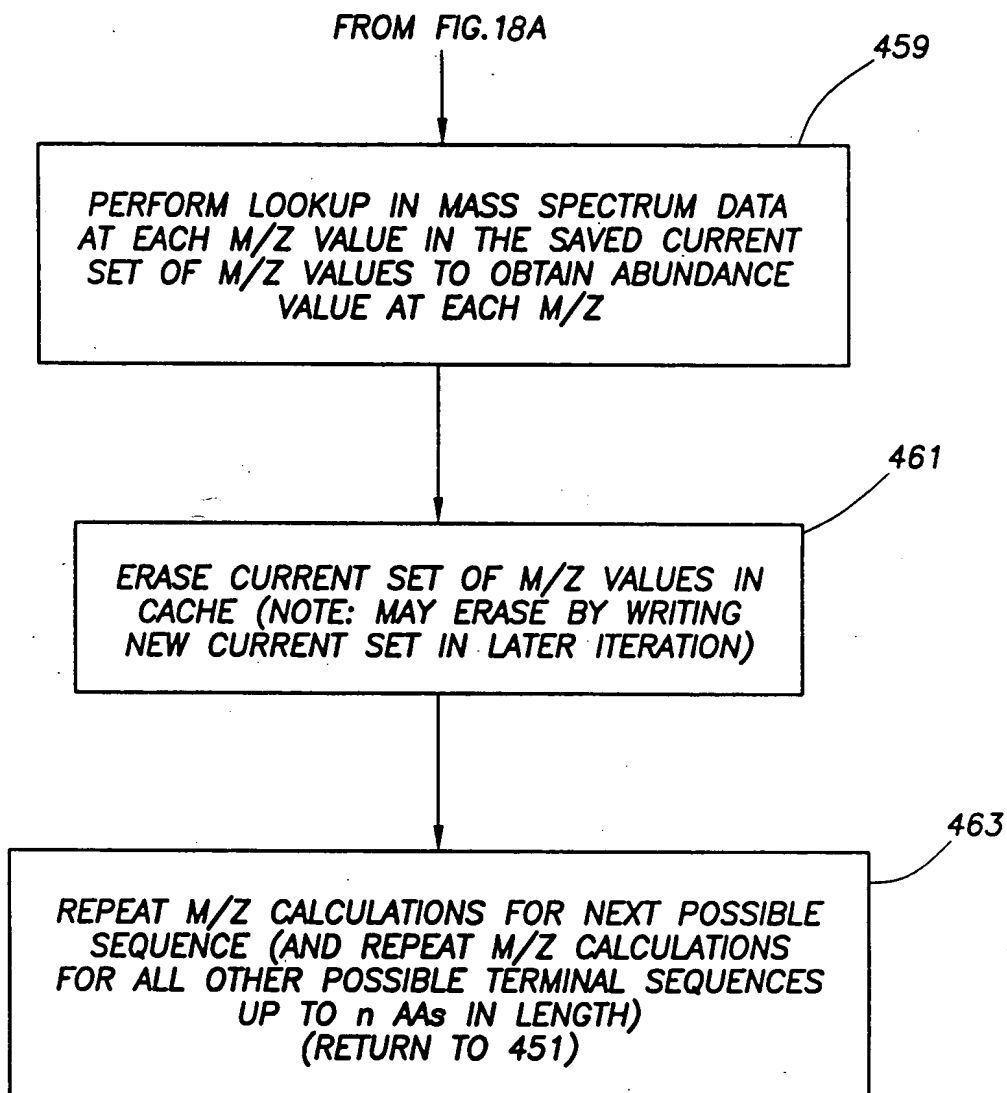 FROM FIG.18A
459
PERFORM LOOKUP IN MASS SPECTRUM DATA
AT EACH M/Z VALUE IN THE SAVED CURRENT
SET OF M/Z VALUES TO OBTAIN ABUNDANCE
VALUE AT EACH M/Z
461
ERASE CURRENT SET OF M/Z VALUES IN
CACHE (NOTE: MAY ERASE BY WRITING
NEW CURRENT SET IN LATER ITERATION)
463
REPEAT M/Z CALCULATIONS FOR NEXT POSSIBLE
SEQUENCE (AND REPEAT M/Z CALCULATIONS
FOR ALL OTHER POSSIBLE TERMINAL SEQUENCES
UP TO n AAs IN LENGTH)
(RETURN TO 451)